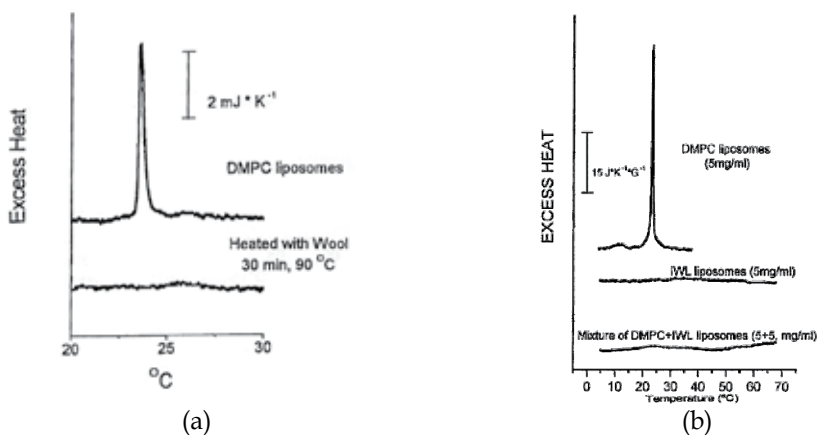 Excess Heat
2 mJ * K⁻¹
DMPC liposomes
Heated with Wool
30 min, 90 °C
20 25 30
°C
(a)
EXCESS HEAT
15 J*K⁻¹*G⁻¹
DMPC liposomes
(5mg/ml)
IWL liposomes (5mg/ml)
Mixture of DMPC+IWL liposomes (5+5, mg/ml)
0 10 20 30 40 50 60 70
Temperature (°C)
(b)